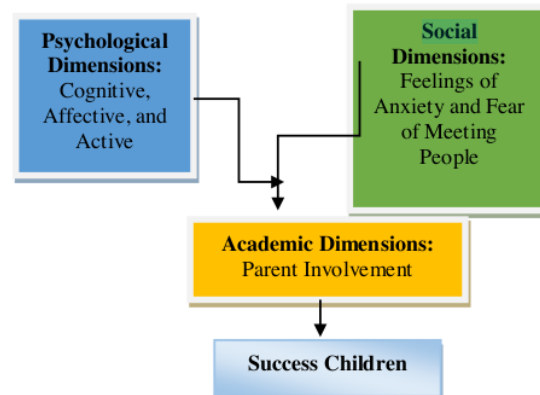 Psychological
Dimensions:
Cognitive,
Affective, and
Active
Social
Dimensions:
Feelings of
Anxiety and Fear
of Meeting
People
Academic Dimensions:
Parent Involvement
Success Children